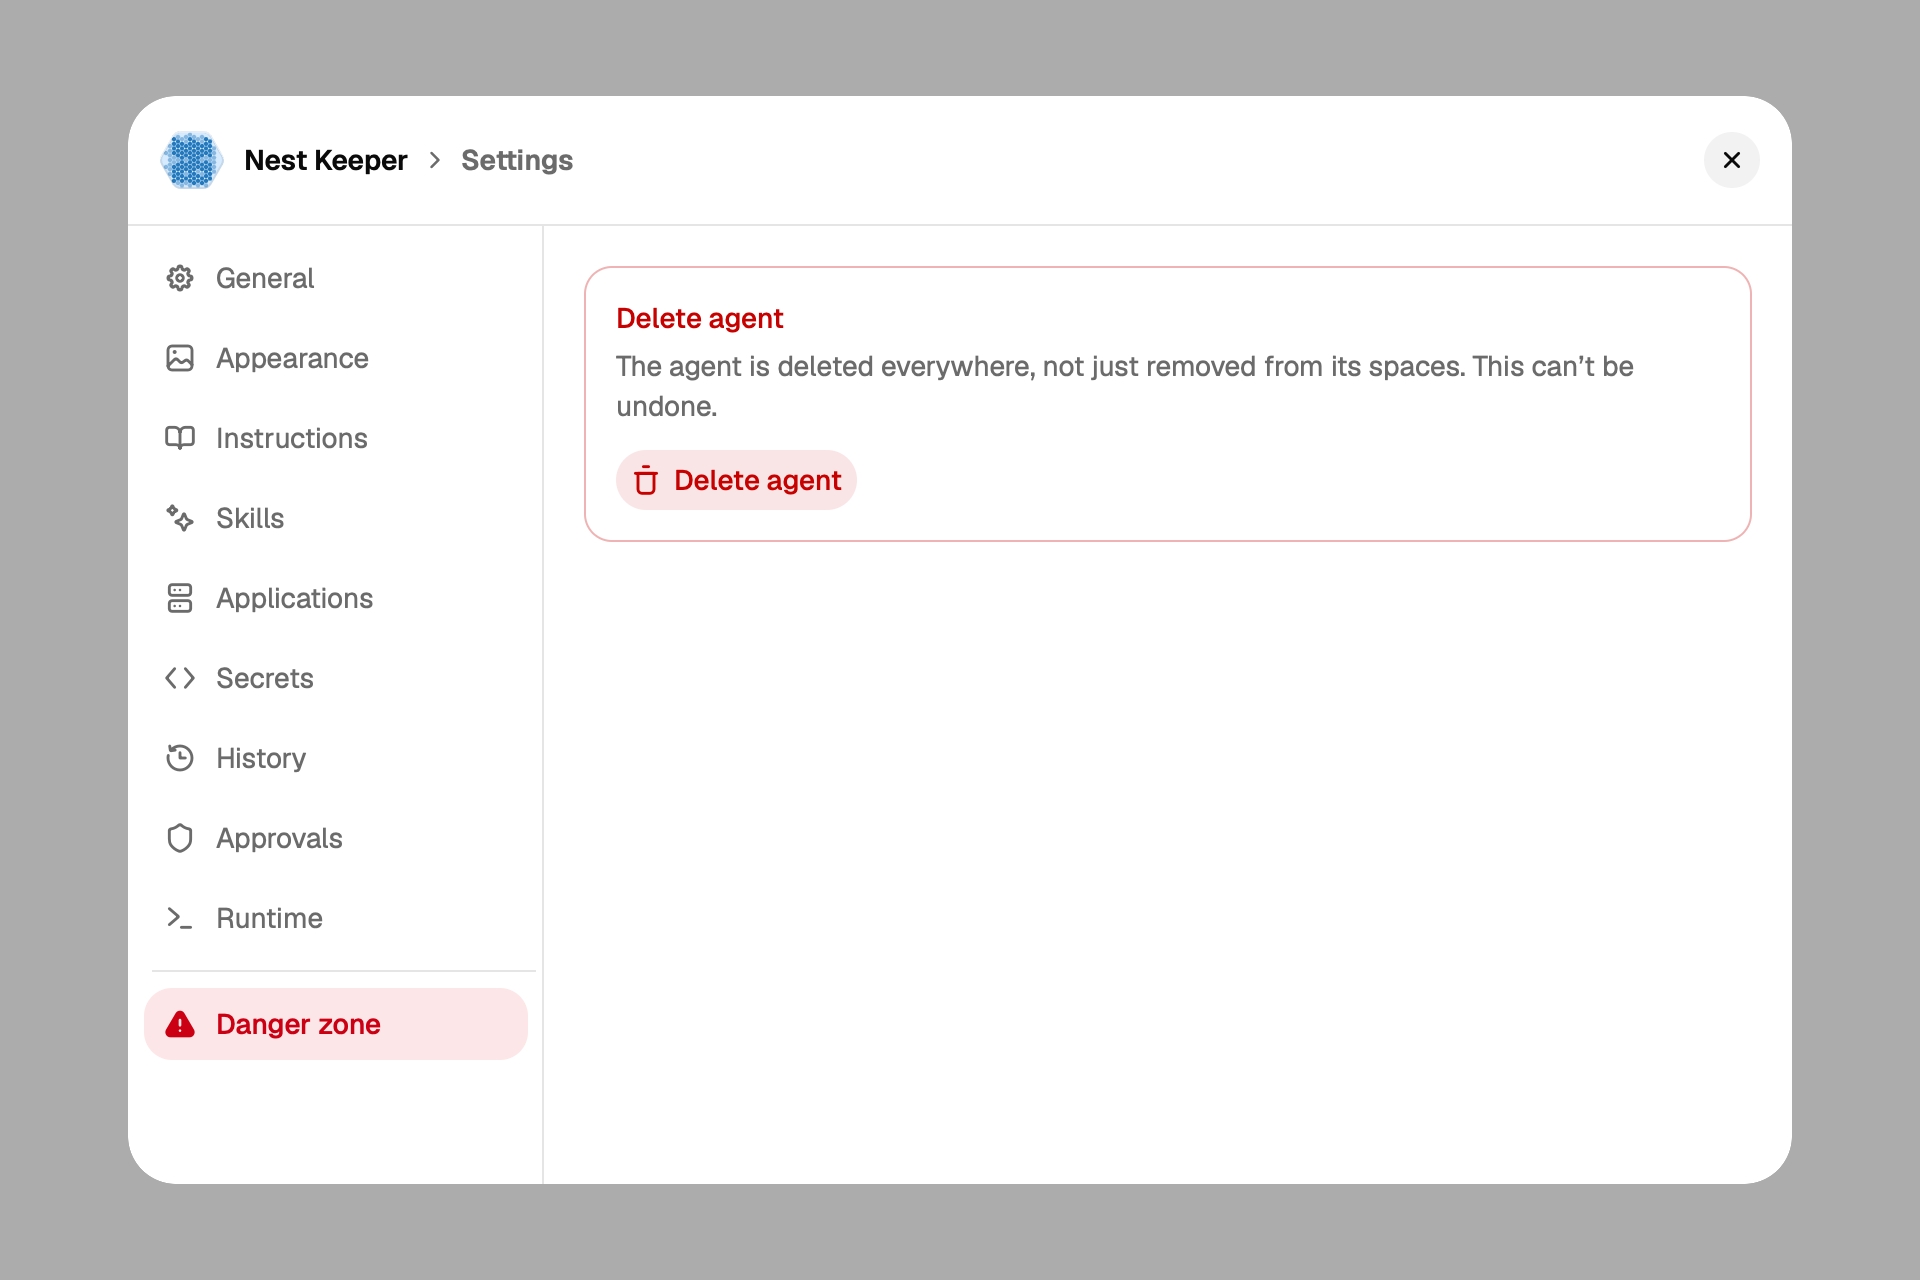 Nest Keeper > Settings
General
Appearance
Instructions
Skills
Applications
Secrets
History
Approvals
Runtime
Danger zone
Delete agent
The agent is deleted everywhere, not just removed from its spaces. This can’t be
undone.
Delete agent